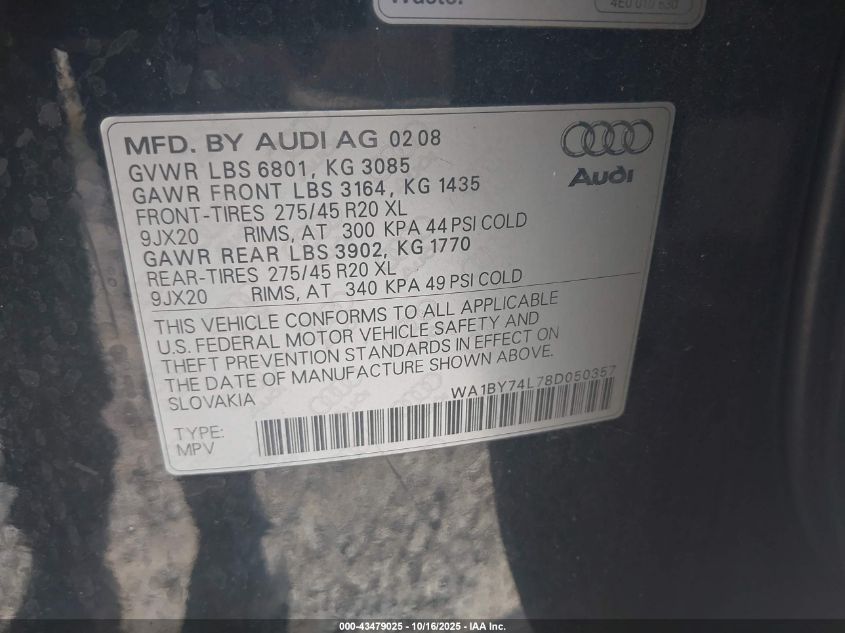 Waste.
4E0 010 630
MFD. BY AUDI AG 02 08
GVWR LBS 6801, KG 3085
GAWR FRONT LBS 3164, KG 1435
FRONT-TIRES 275/45 R20 XL
9JX20 RIMS, AT 300 KPA 44 PSI COLD
GAWR REAR LBS 3902, KG 1770
REAR-TIRES 275/45 R20 XL
9JX20 RIMS, AT 340 KPA 49 PSI COLD
Audi
THIS VEHICLE CONFORMS TO ALL APPLICABLE
U.S. FEDERAL MOTOR VEHICLE SAFETY AND
THEFT PREVENTION STANDARDS IN EFFECT ON
THE DATE OF MANUFACTURE SHOWN ABOVE.
SLOVAKIA WA1BY74L78D050357
TYPE:
MPV
000-43479025 - 10/16/2025 - IAA Inc.